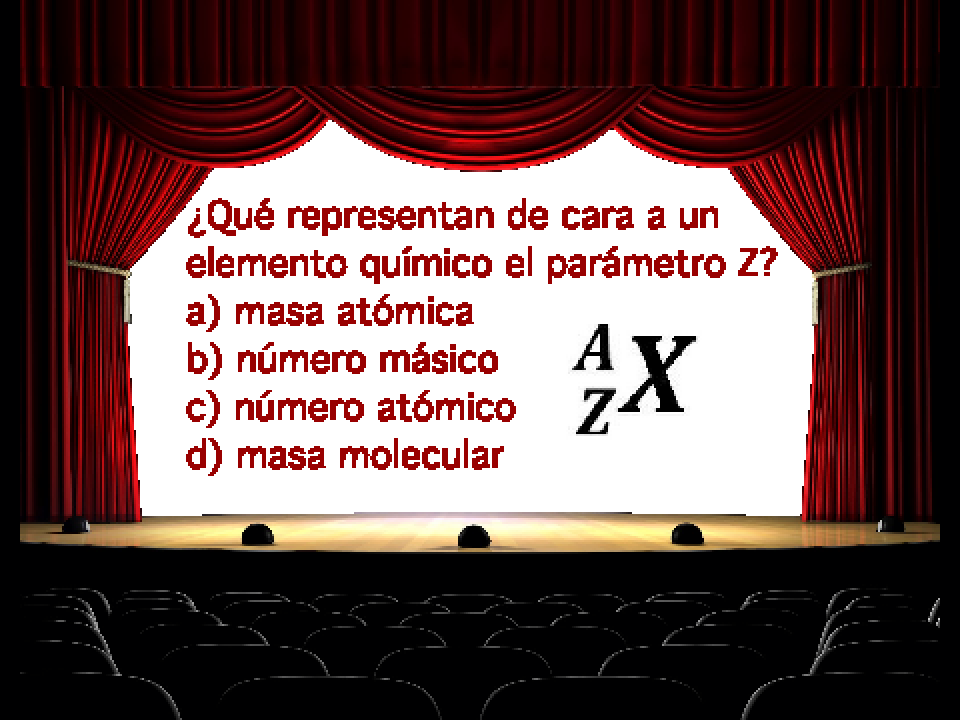 ¿Qué representan de cara a un
elemento químico el parámetro Z?
a) masa atómica
b) número másico
c) número atómico
d) masa molecular
A
Z X